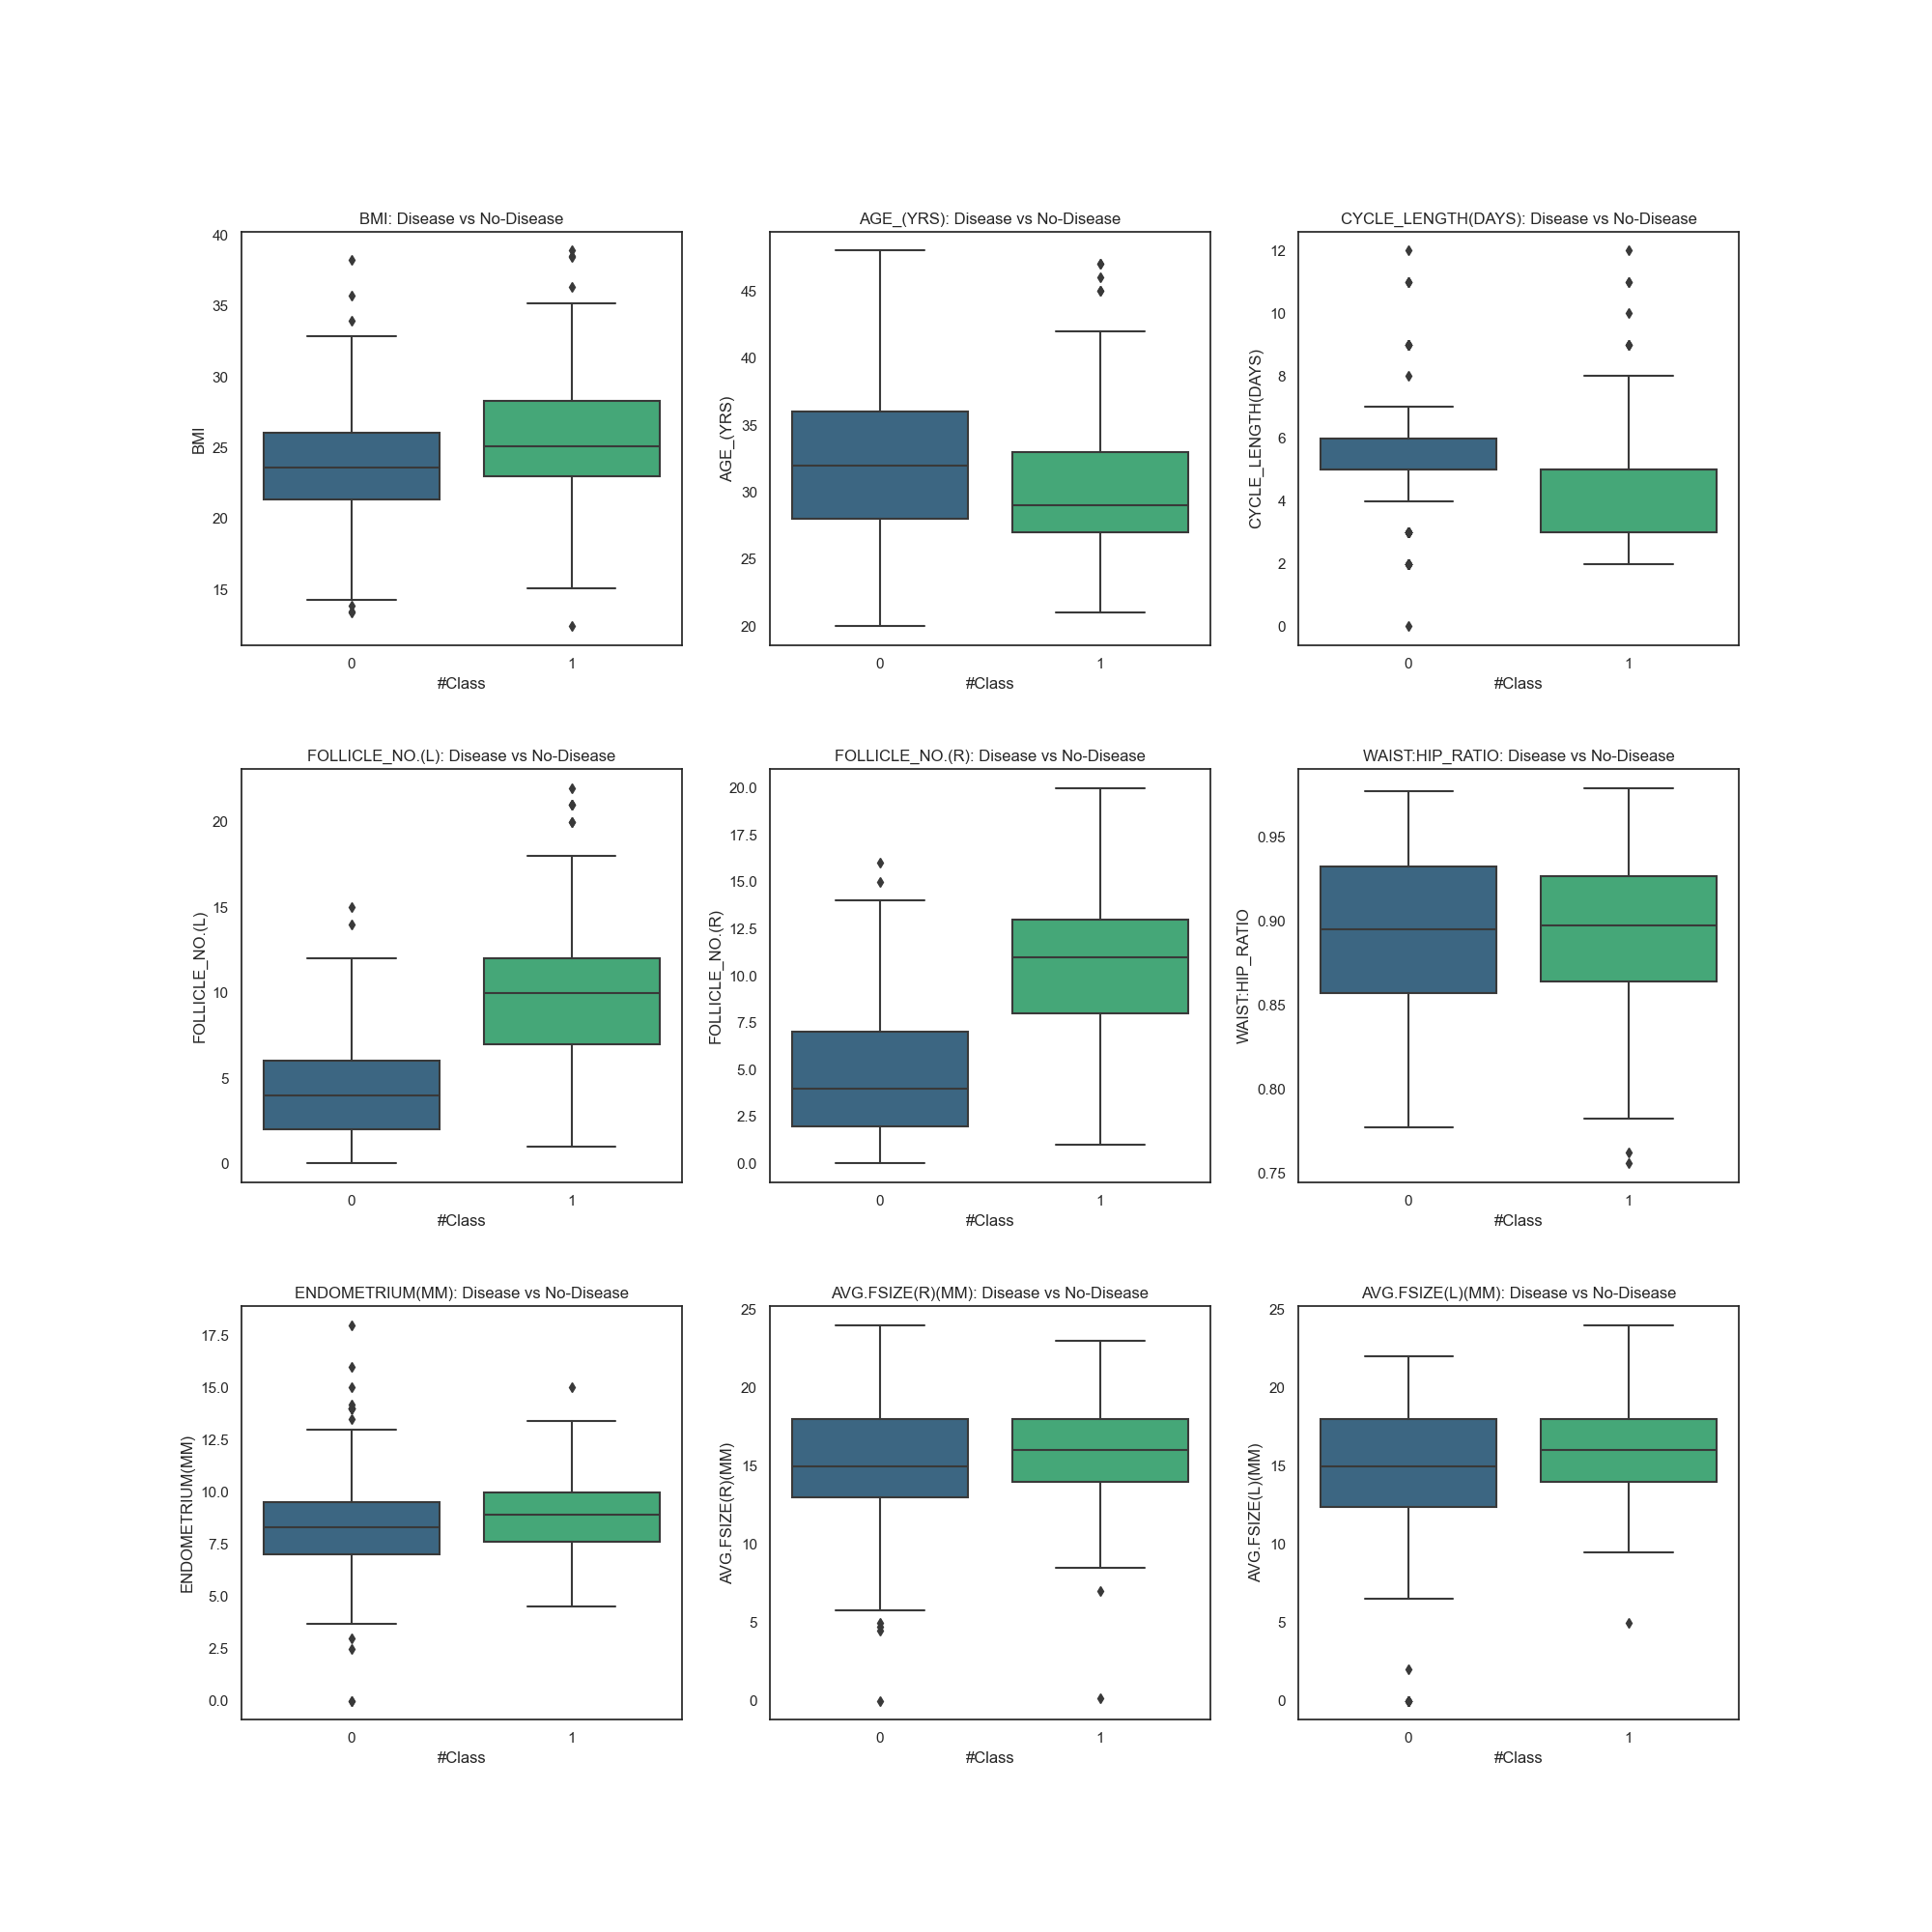 BMI: Disease vs No-Disease
40
35
30
25
20
15
BMI
0 1
#Class
AGE_(YRS): Disease vs No-Disease
45
40
35
30
25
20
AGE_(YRS)
0 1
#Class
CYCLE_LENGTH(DAYS): Disease vs No-Disease
12
10
8
6
4
2
0
CYCLE_LENGTH(DAYS)
0 1
#Class
FOLLICLE_NO.(L): Disease vs No-Disease
20
15
10
5
0
FOLLICLE_NO.(L)
0 1
#Class
FOLLICLE_NO.(R): Disease vs No-Disease
20.0
17.5
15.0
12.5
10.0
7.5
5.0
2.5
0.0
FOLLICLE_NO.(R)
0 1
#Class
WAIST:HIP_RATIO: Disease vs No-Disease
0.95
0.90
0.85
0.80
0.75
WAIST:HIP_RATIO
0 1
#Class
ENDOMETRIUM(MM): Disease vs No-Disease
17.5
15.0
12.5
10.0
7.5
5.0
2.5
0.0
ENDOMETRIUM(MM)
0 1
#Class
AVG.FSIZE(R)(MM): Disease vs No-Disease
25
20
15
10
5
0
AVG.FSIZE(R)(MM)
0 1
#Class
AVG.FSIZE(L)(MM): Disease vs No-Disease
25
20
15
10
5
0
AVG.FSIZE(L)(MM)
0 1
#Class